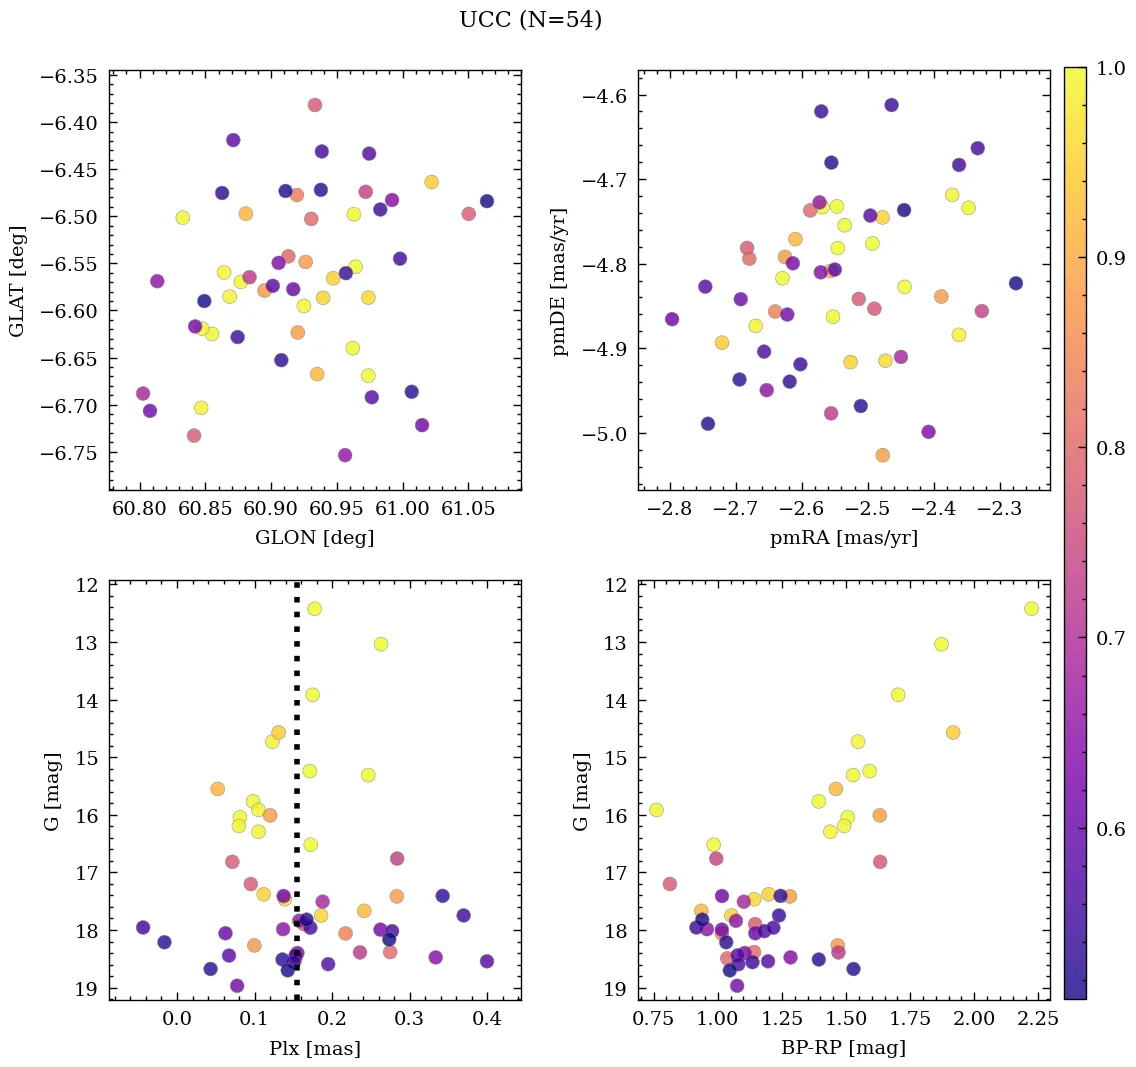 UCC (N=54)
−6.35
−6.40
−6.45
−6.50
−6.55
−6.60
−6.65
−6.70
−6.75
GLAT [deg]
60.80 60.85 60.90 60.95 61.00 61.05
GLON [deg]
−4.6
−4.7
−4.8
−4.9
−5.0
pmDE [mas/yr]
−2.8 −2.7 −2.6 −2.5 −2.4 −2.3
pmRA [mas/yr]
12
13
14
15
16
17
18
19
G [mag]
0.0 0.1 0.2 0.3 0.4
Plx [mas]
12
13
14
15
16
17
18
19
G [mag]
0.75 1.00 1.25 1.50 1.75 2.00 2.25
BP-RP [mag]
1.0
0.9
0.8
0.7
0.6